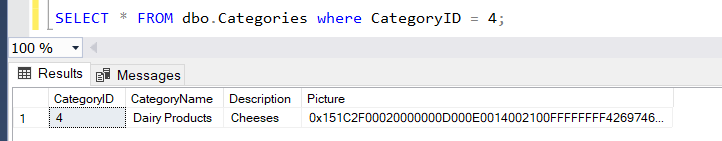 SELECT * FROM dbo.Categories where CategoryID = 4;
100 %
Results Messages
CategoryID CategoryName Description Picture
1 4 Dairy Products Cheeses 0x151C2F00020000000D000E0014002100FFFFFFFF4269746...